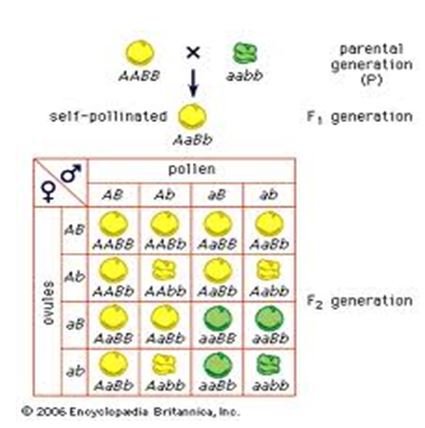 AABB × aabb
parental generation (P)
self-pollinated
AaBb
F₁ generation
♂
♀
pollen
AB Ab aB ab
ovules
AB
AABB AABb AaBB AaBb
Ab
AABb AAbb AaBb Aabb
aB
AaBB AaBb aaBB aaBb
ab
AaBb Aabb aaBb aabb
F₂ generation
© 2006 Encyclopædia Britannica, Inc.